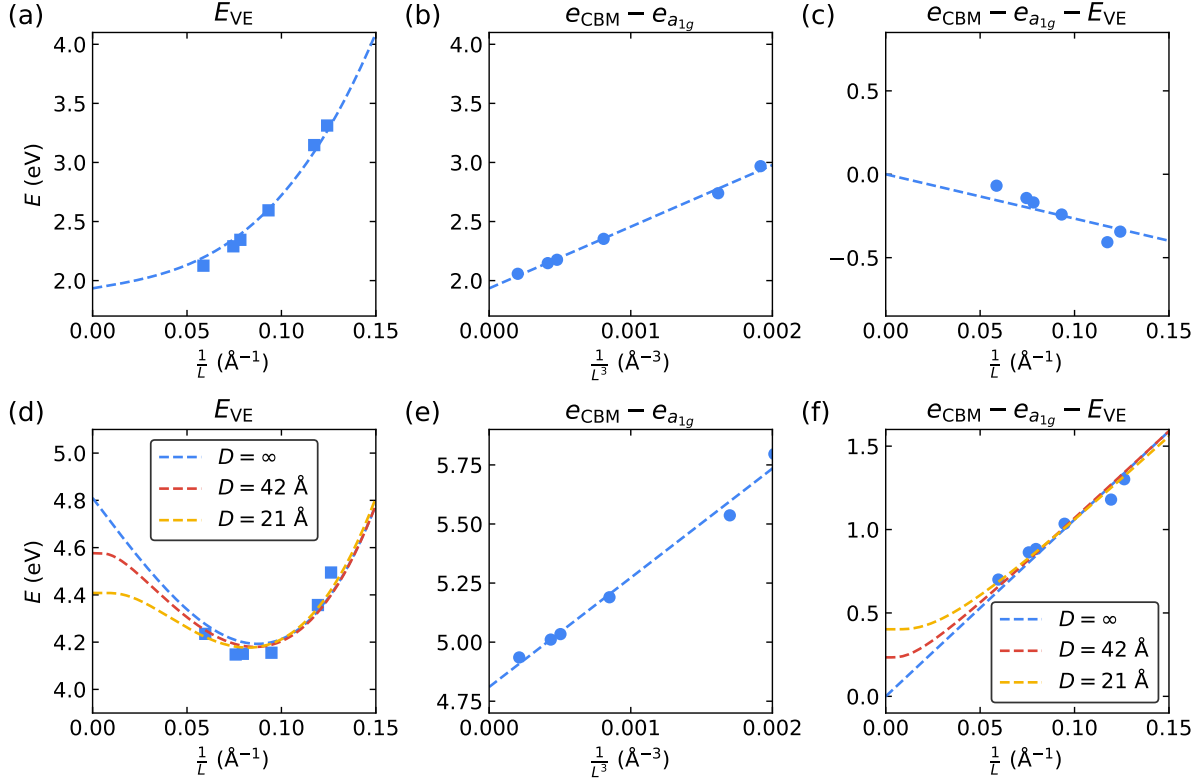 (a)
E_VE
4.0
3.5
3.0
2.5
2.0
E (eV)
0.00 0.05 0.10 0.15
1/L (Å⁻¹)
(b)
e_CBM − e_a₁g
4.0
3.5
3.0
2.5
2.0
0.000 0.001 0.002
1/L³ (Å⁻³)
(c)
e_CBM − e_a₁g − E_VE
0.5
0.0
−0.5
0.00 0.05 0.10 0.15
1/L (Å⁻¹)
(d)
E_VE
5.0
4.8
4.6
4.4
4.2
4.0
E (eV)
D = ∞
D = 42 Å
D = 21 Å
0.00 0.05 0.10 0.15
1/L (Å⁻¹)
(e)
e_CBM − e_a₁g
5.75
5.50
5.25
5.00
4.75
0.000 0.001 0.002
1/L³ (Å⁻³)
(f)
e_CBM − e_a₁g − E_VE
1.5
1.0
0.5
0.0
D = ∞
D = 42 Å
D = 21 Å
0.00 0.05 0.10 0.15
1/L (Å⁻¹)